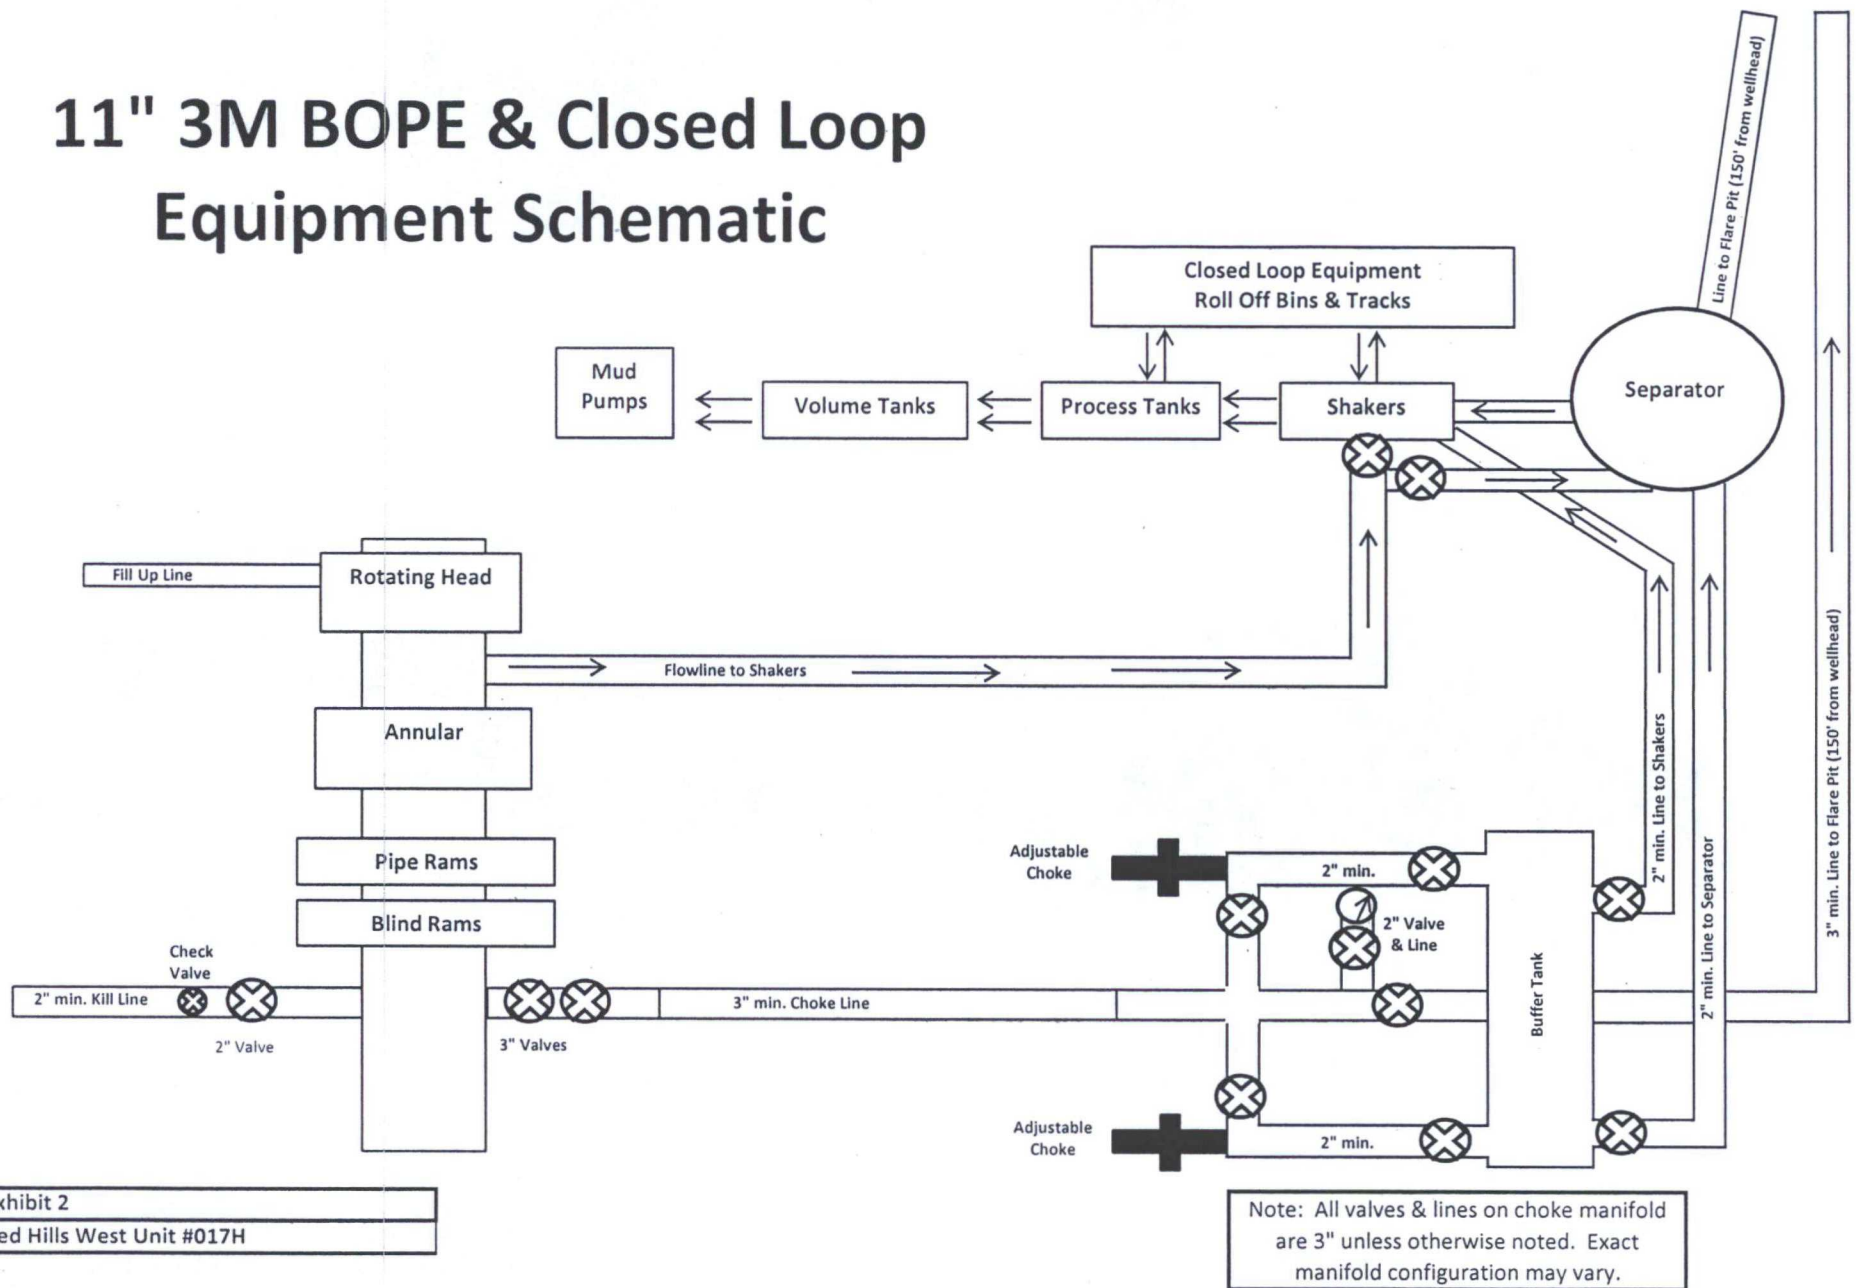 11" 3M BOPE & Closed Loop
Equipment Schematic
Line to Flare Pit (150' from wellhead)
Closed Loop Equipment
Roll Off Bins & Tracks
Mud
Pumps
Volume Tanks
Process Tanks
Shakers
Separator
Fill Up Line
Rotating Head
Flowline to Shakers
Annular
Pipe Rams
Blind Rams
Check
Valve
2" min. Kill Line
2" Valve
3" Valves
3" min. Choke Line
Adjustable
Choke
2" min.
2" Valve
& Line
Adjustable
Choke
2" min.
Buffer Tank
2" min. Line to Shakers
2" min. Line to Separator
3" min. Line to Flare Pit (150' from wellhead)
xhibit 2
ed Hills West Unit #017H
Note: All valves & lines on choke manifold
are 3" unless otherwise noted. Exact
manifold configuration may vary.